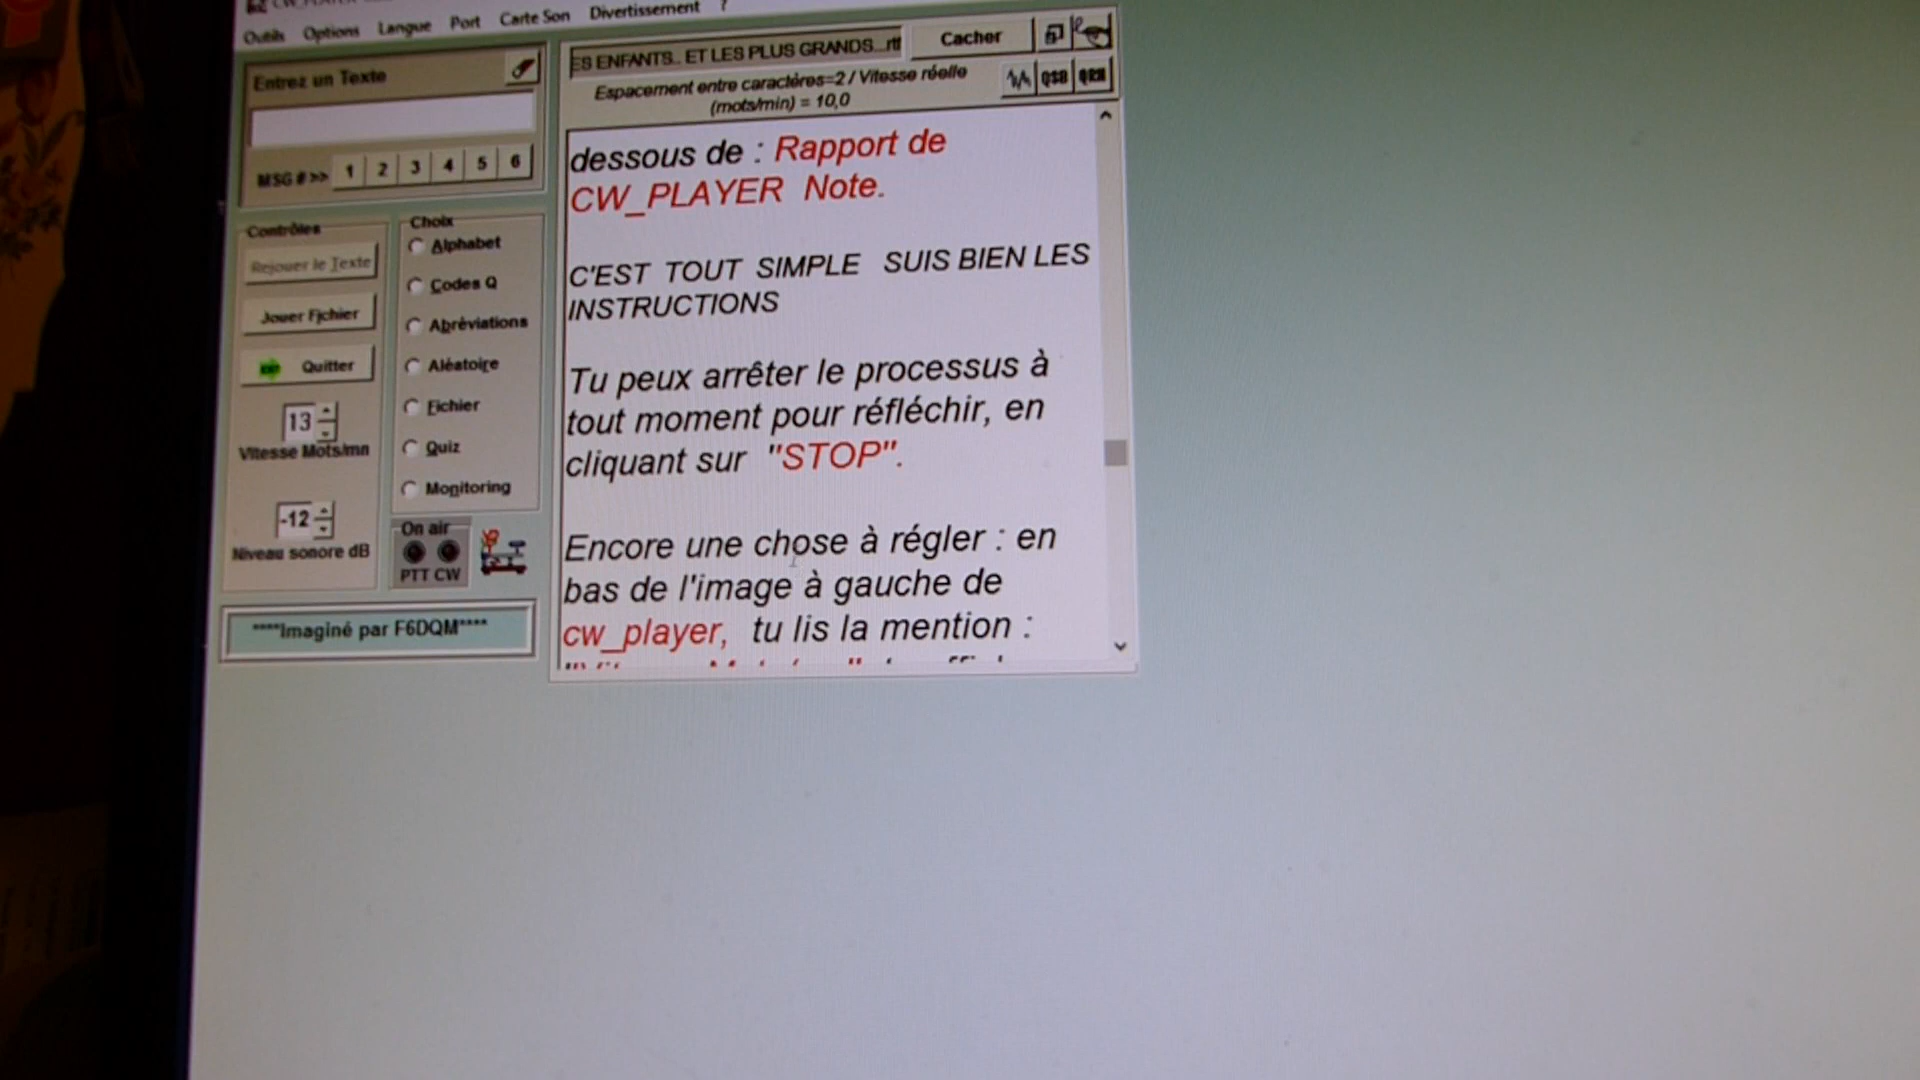 CW_PLAYER
Outils Options Langue Port Carte Son Divertissement ?
Entrez un Texte
MSG # >> 1 2 3 4 5 6
Contrôles
Rejouer le Texte
Jouer Fichier
Quitter
13
Vitesse Mots/mn
-12
Niveau sonore dB
Choix
Alphabet
Codes Q
Abréviations
Aléatoire
Fichier
Quiz
Monitoring
On air
PTT CW
****Imaginé par F6DQM****
ES ENFANTS.. ET LES PLUS GRANDS...rtf
Cacher
Espacement entre caractères=2 / Vitesse réelle
(mots/min) = 10,0
QSB QRM
dessous de : Rapport de
CW_PLAYER Note.
C'EST TOUT SIMPLE SUIS BIEN LES
INSTRUCTIONS
Tu peux arrêter le processus à
tout moment pour réfléchir, en
cliquant sur "STOP".
Encore une chose à régler : en
bas de l'image à gauche de
cw_player, tu lis la mention :